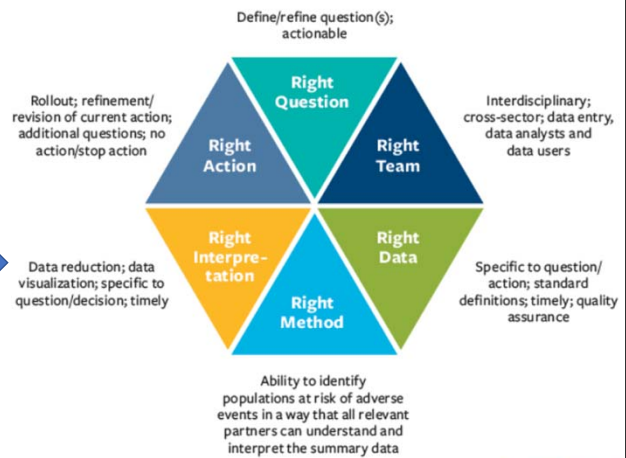 Define/refine question(s);
actionable
Right
Question
Interdisciplinary;
cross-sector; data entry,
data analysts and
data users
Right
Team
Specific to question/
action; standard
definitions; timely; quality
assurance
Right
Data
Right
Method
Ability to identify
populations at risk of adverse
events in a way that all relevant
partners can understand and
interpret the summary data
Right
Interpre-
tation
Data reduction; data
visualization; specific to
question/decision; timely
Right
Action
Rollout; refinement/
revision of current action;
additional questions; no
action/stop action